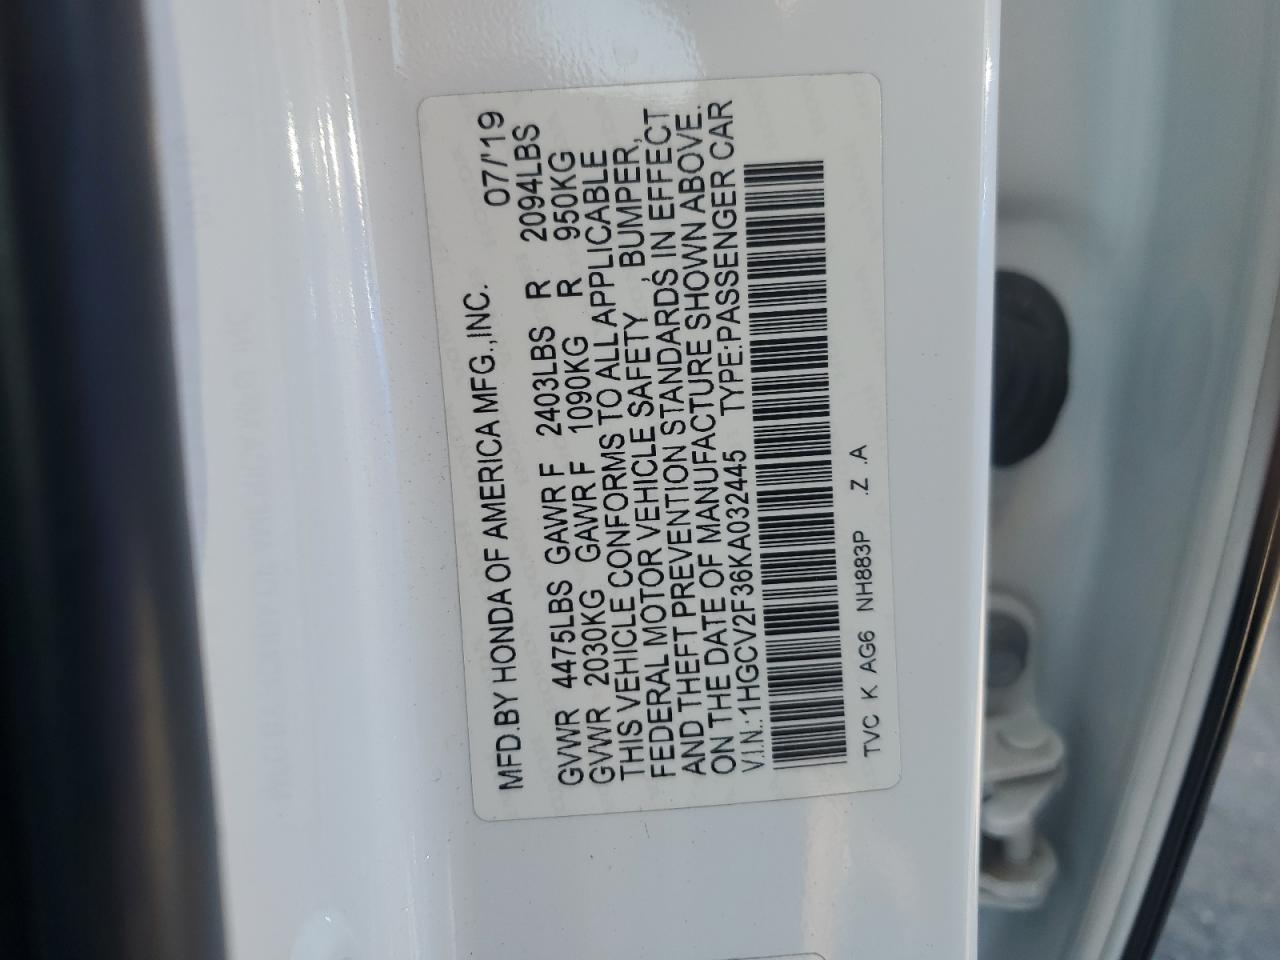 MFD.BY HONDA OF AMERICA MFG.,INC. 07/'19
GVWR 4475LBS GAWR F 2403LBS R 2094LBS
GVWR 2030KG GAWR F 1090KG R 950KG
THIS VEHICLE CONFORMS TO ALL APPLICABLE
FEDERAL MOTOR VEHICLE SAFETY , BUMPER,
AND THEFT PREVENTION STANDARDS IN EFFECT
ON THE DATE OF MANUFACTURE SHOWN ABOVE.
V.I.N.:1HGCV2F36KA032445 TYPE:PASSENGER CAR
TVC K AG6 NH883P .Z .A